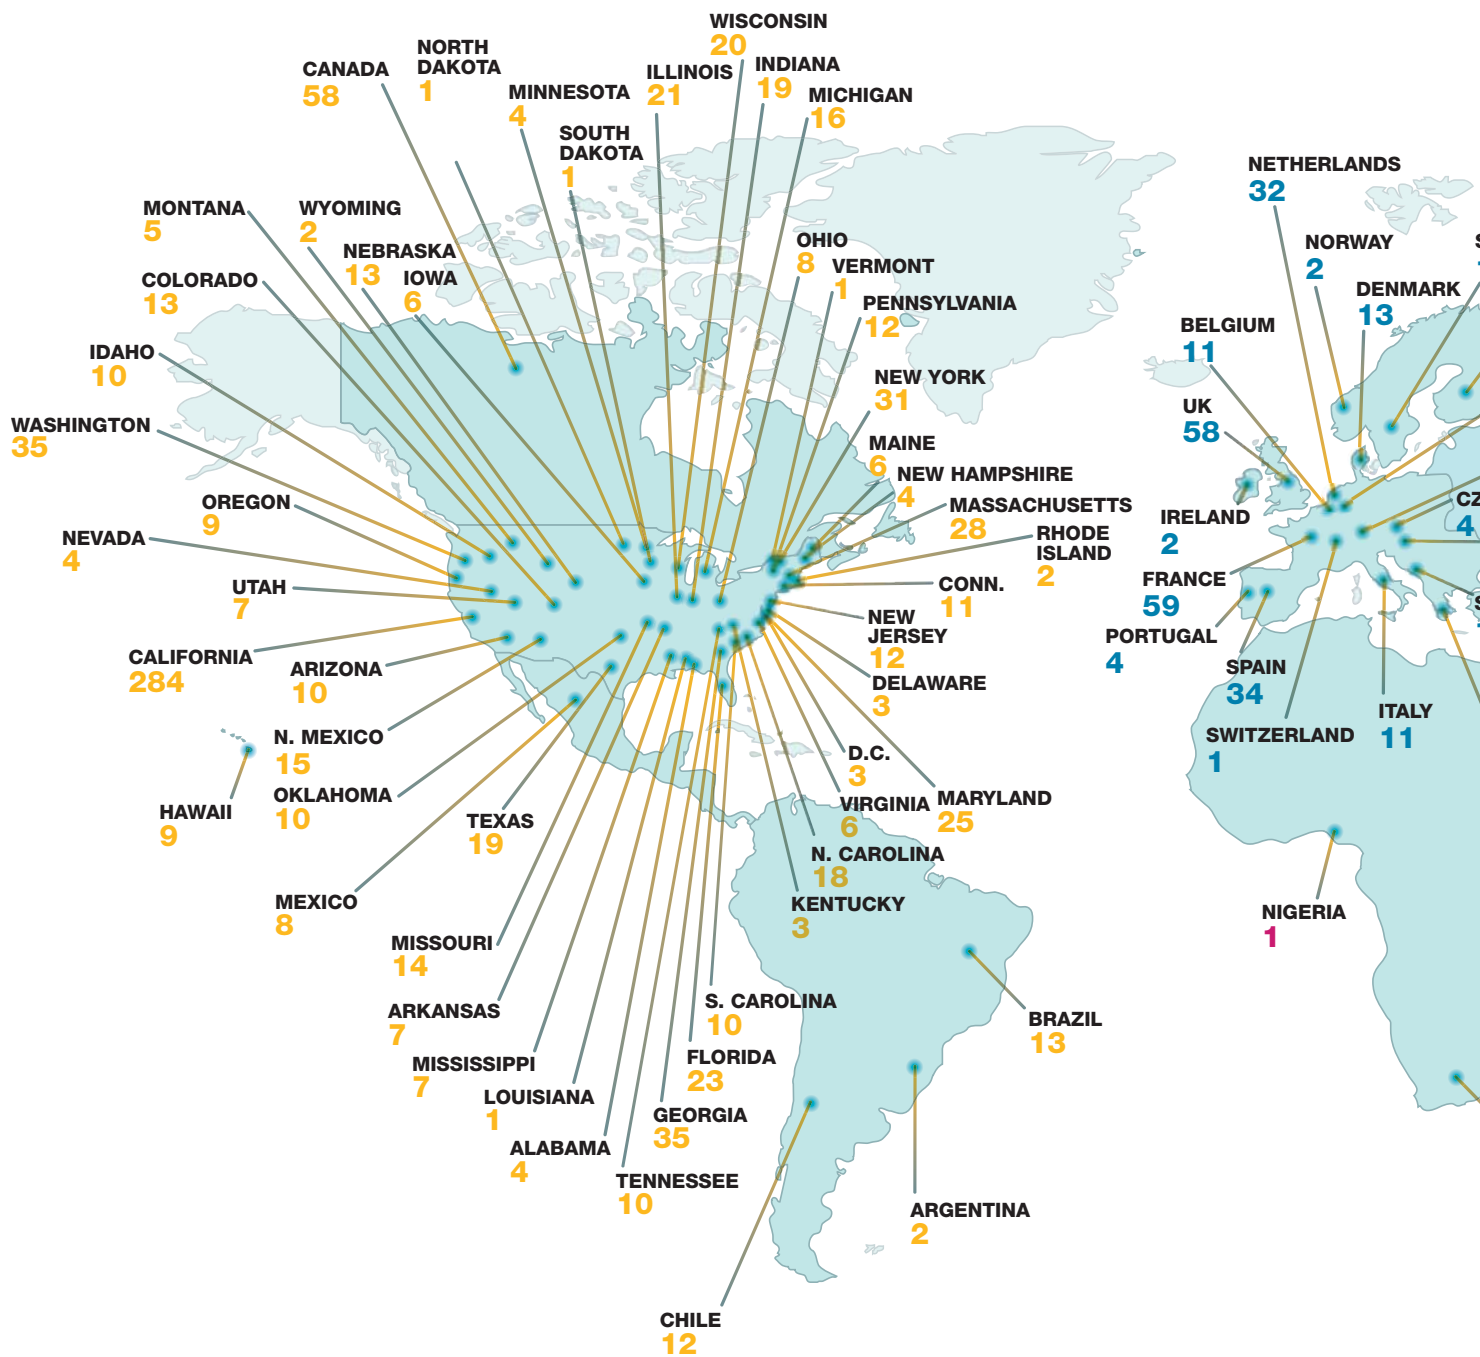 WISCONSIN
20
NORTH
DAKOTA
1
CANADA
58
ILLINOIS
21
INDIANA
19
MINNESOTA
4
MICHIGAN
16
SOUTH
DAKOTA
1
MONTANA
5
WYOMING
2
NEBRASKA
13
COLORADO
13
IOWA
6
IDAHO
10
WASHINGTON
35
OREGON
9
NEVADA
4
UTAH
7
CALIFORNIA
284
ARIZONA
10
N. MEXICO
15
HAWAII
9
OKLAHOMA
10
TEXAS
19
MEXICO
8
MISSOURI
14
ARKANSAS
7
MISSISSIPPI
7
LOUISIANA
1
ALABAMA
4
TENNESSEE
10
GEORGIA
35
FLORIDA
23
S. CAROLINA
10
KENTUCKY
3
N. CAROLINA
18
VIRGINIA
6
MARYLAND
25
D.C.
3
DELAWARE
3
NEW
JERSEY
12
CONN.
11
RHODE
ISLAND
2
MASSACHUSETTS
28
NEW HAMPSHIRE
4
MAINE
6
NEW YORK
31
PENNSYLVANIA
12
VERMONT
1
OHIO
8
BRAZIL
13
ARGENTINA
2
CHILE
12
NETHERLANDS
32
NORWAY
2
DENMARK
13
BELGIUM
11
UK
58
IRELAND
2
FRANCE
59
PORTUGAL
4
SPAIN
34
SWITZERLAND
1
ITALY
11
CZ
4
S
S
NIGERIA
1